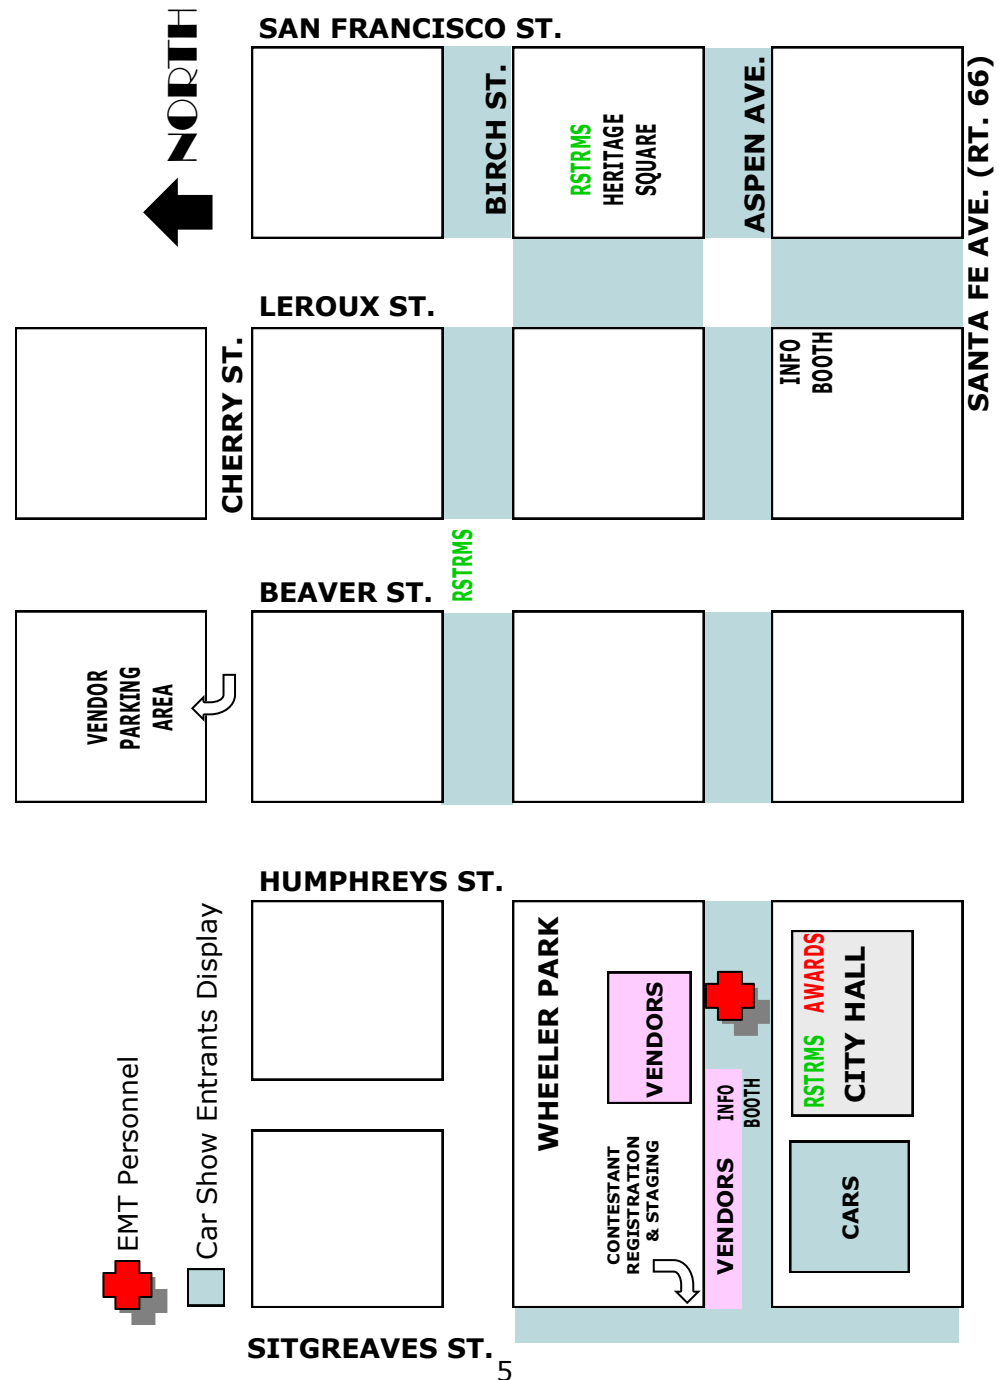 SAN FRANCISCO ST.
NORTH
BIRCH ST.
RSTRMS
HERITAGE
SQUARE
ASPEN AVE.
SANTA FE AVE. (RT. 66)
LEROUX ST.
CHERRY ST.
INFO
BOOTH
BEAVER ST.
RSTRMS
VENDOR
PARKING
AREA
HUMPHREYS ST.
WHEELER PARK
VENDORS
RSTRMS AWARDS
CITY HALL
INFO
BOOTH
VENDORS
CONTESTANT
REGISTRATION
& STAGING
CARS
EMT Personnel
Car Show Entrants Display
SITGREAVES ST.
5